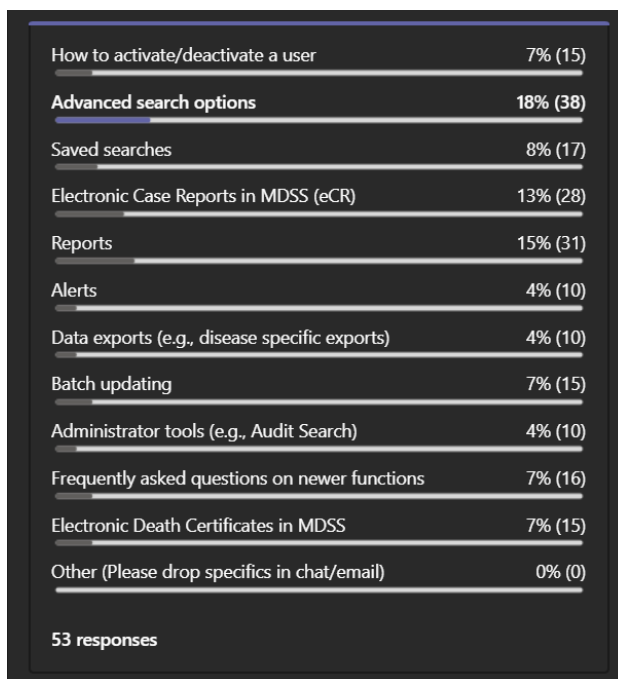 How to activate/deactivate a user 7% (15)
Advanced search options 18% (38)
Saved searches 8% (17)
Electronic Case Reports in MDSS (eCR) 13% (28)
Reports 15% (31)
Alerts 4% (10)
Data exports (e.g., disease specific exports) 4% (10)
Batch updating 7% (15)
Administrator tools (e.g., Audit Search) 4% (10)
Frequently asked questions on newer functions 7% (16)
Electronic Death Certificates in MDSS 7% (15)
Other (Please drop specifics in chat/email) 0% (0)
53 responses